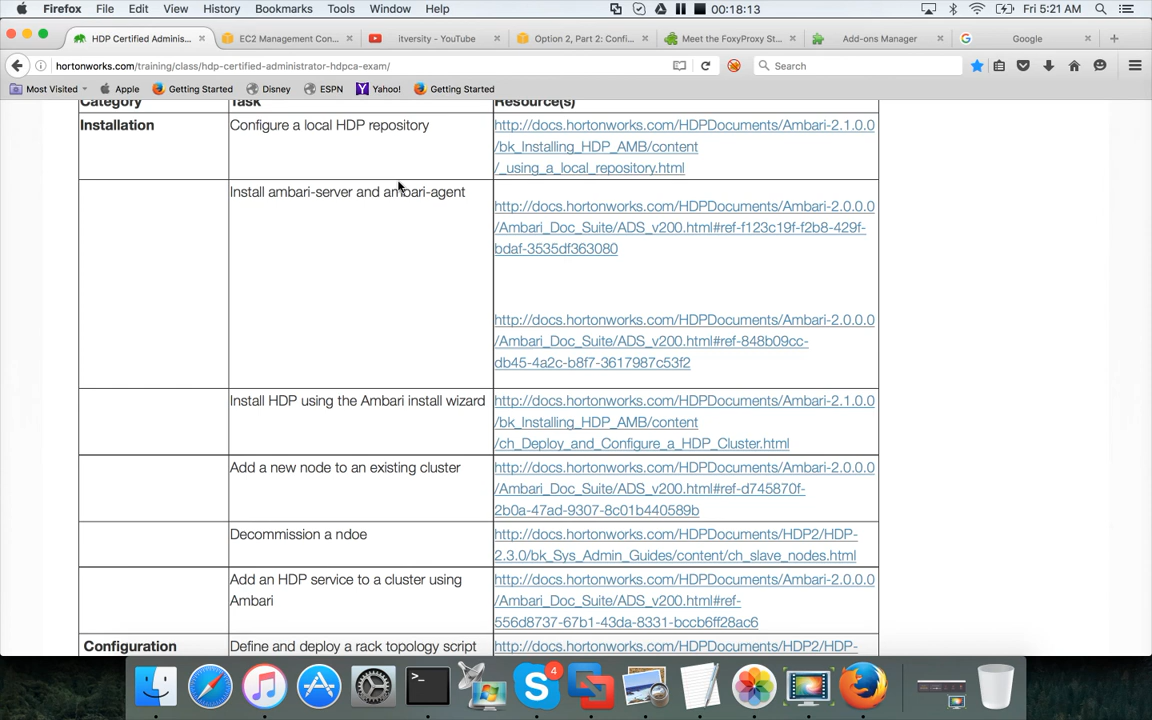 Firefox File Edit View History Bookmarks Tools Window Help 00:18:13 Fri 5:21 AM
HDP Certified Adminis... EC2 Management Con... itversity - YouTube Option 2, Part 2: Confi... Meet the FoxyProxy St... Add-ons Manager Google
hortonworks.com/training/class/hdp-certified-administrator-hdpca-exam/ Search
Most Visited Apple Getting Started Disney ESPN Yahoo! Getting Started
Category Task Resource(s)
Installation Configure a local HDP repository http://docs.hortonworks.com/HDPDocuments/Ambari-2.1.0.0
/bk_Installing_HDP_AMB/content
/_using_a_local_repository.html
Install ambari-server and ambari-agent
http://docs.hortonworks.com/HDPDocuments/Ambari-2.0.0.0
/Ambari_Doc_Suite/ADS_v200.html#ref-f123c19f-f2b8-429f-
bdaf-3535df363080
http://docs.hortonworks.com/HDPDocuments/Ambari-2.0.0.0
/Ambari_Doc_Suite/ADS_v200.html#ref-848b09cc-
db45-4a2c-b8f7-3617987c53f2
Install HDP using the Ambari install wizard http://docs.hortonworks.com/HDPDocuments/Ambari-2.1.0.0
/bk_Installing_HDP_AMB/content
/ch_Deploy_and_Configure_a_HDP_Cluster.html
Add a new node to an existing cluster http://docs.hortonworks.com/HDPDocuments/Ambari-2.0.0.0
/Ambari_Doc_Suite/ADS_v200.html#ref-d745870f-
2b0a-47ad-9307-8c01b440589b
Decommission a ndoe http://docs.hortonworks.com/HDPDocuments/HDP2/HDP-
2.3.0/bk_Sys_Admin_Guides/content/ch_slave_nodes.html
Add an HDP service to a cluster using http://docs.hortonworks.com/HDPDocuments/Ambari-2.0.0.0
Ambari /Ambari_Doc_Suite/ADS_v200.html#ref-
556d8737-67b1-43da-8331-bccb6ff28ac6
Configuration Define and deploy a rack topology script http://docs.hortonworks.com/HDPDocuments/HDP2/HDP-
4